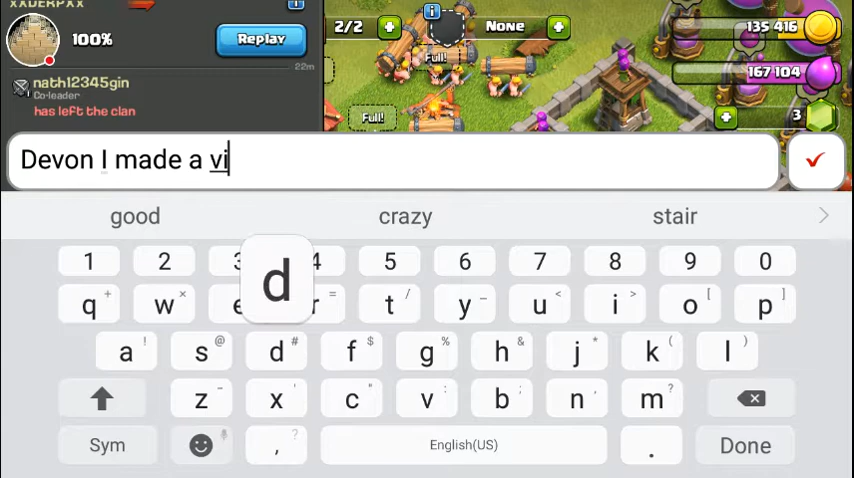 XXDERPXX
100%
Replay
2/2
None
135 416
167 104
3
Full!
Full!
22m
nath12345gin
Co-leader
has left the clan
Devon I made a vi
good crazy stair
1 2 3 4 5 6 7 8 9 0
q + w × e r = t / y _ u < i > o [ p ]
d
a ! s @ d # f $ g % h & j * k ( l )
z - x ' c " v : b ; n , m ?
Sym , ? English(US) . Done